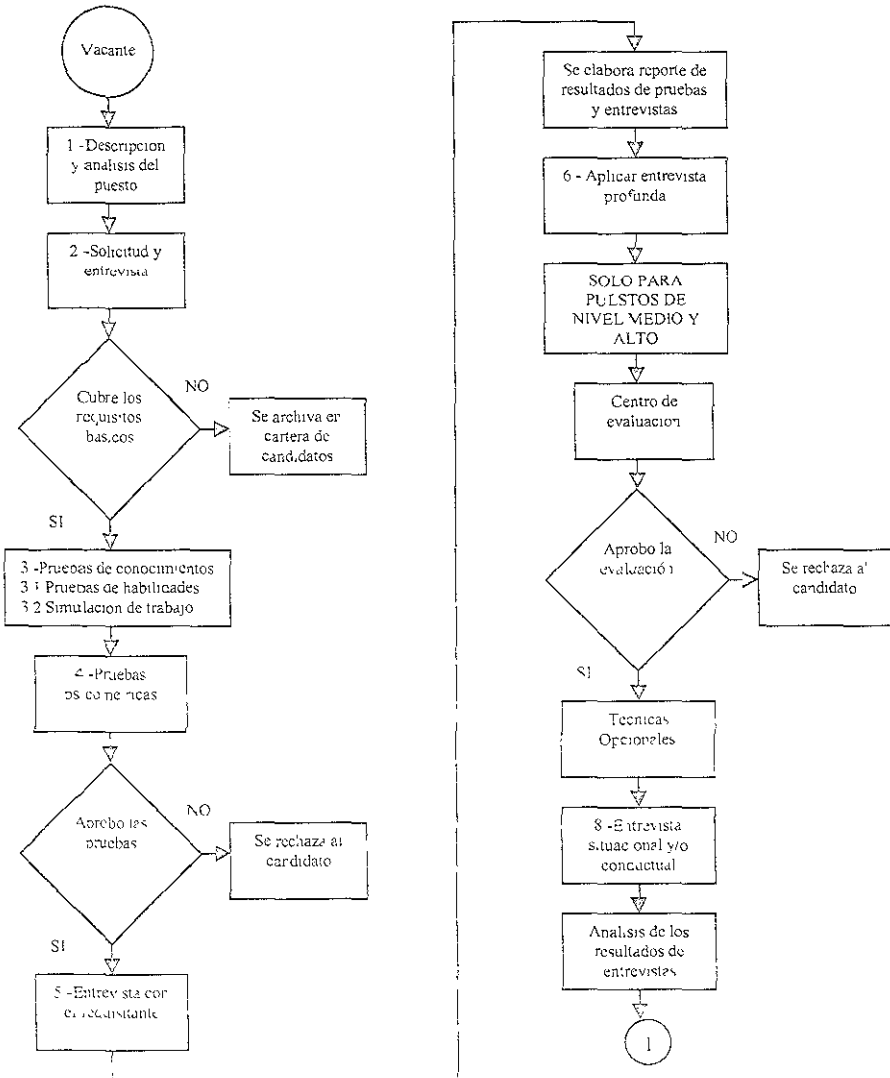 Vacante
1 -Descripcion
y analisis del
puesto
2 -Solicitud y
entrevista
Cubre los
requisitos
basicos
NO
Se archiva en
cartera de
candidatos
SI
3 -Pruebas de conocimientos
3 1 Pruebas de habilidades
3 2 Simulacion de trabajo
4 -Pruebas
Aprobo las
pruebas
NO
Se rechaza al
candidato
SI
5 -Entrevista con
el requisitante
Se elabora reporte de
resultados de pruebas
y entrevistas
6 - Aplicar entrevista
profunda
SOLO PARA
PULSTOS DE
NIVEL MEDIO Y
ALTO
Centro de
evaluacion
Aprobo la
evaluación
NO
Se rechaza al
candidato
SI
Tecnicas
Opcionales
8 -Entrevista
situacional y/o
conductual
Analisis de los
resultados de
entrevistas
1